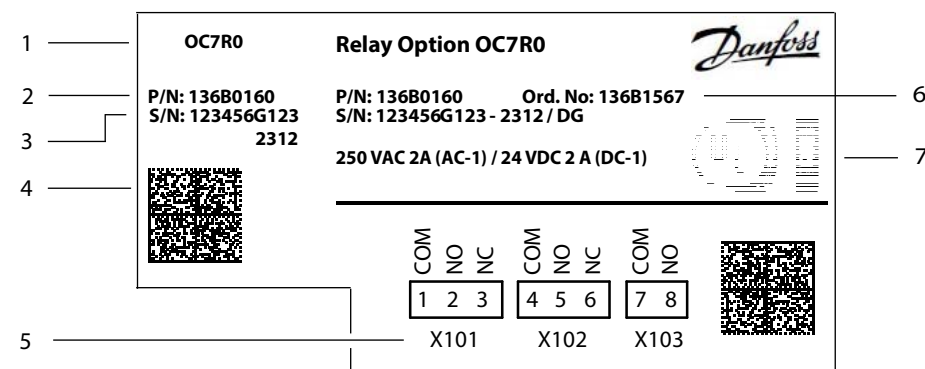 1
OC7R0
Relay Option OC7R0
Danfoss
2
P/N: 136B0160
P/N: 136B0160
Ord. No: 136B1567
6
3
S/N: 123456G123
S/N: 123456G123 - 2312 / DG
2312
4
250 VAC 2A (AC-1) / 24 VDC 2 A (DC-1)
7
COM NO NC
COM NO NC
COM NO
1 2 3
4 5 6
7 8
5
X101
X102
X103